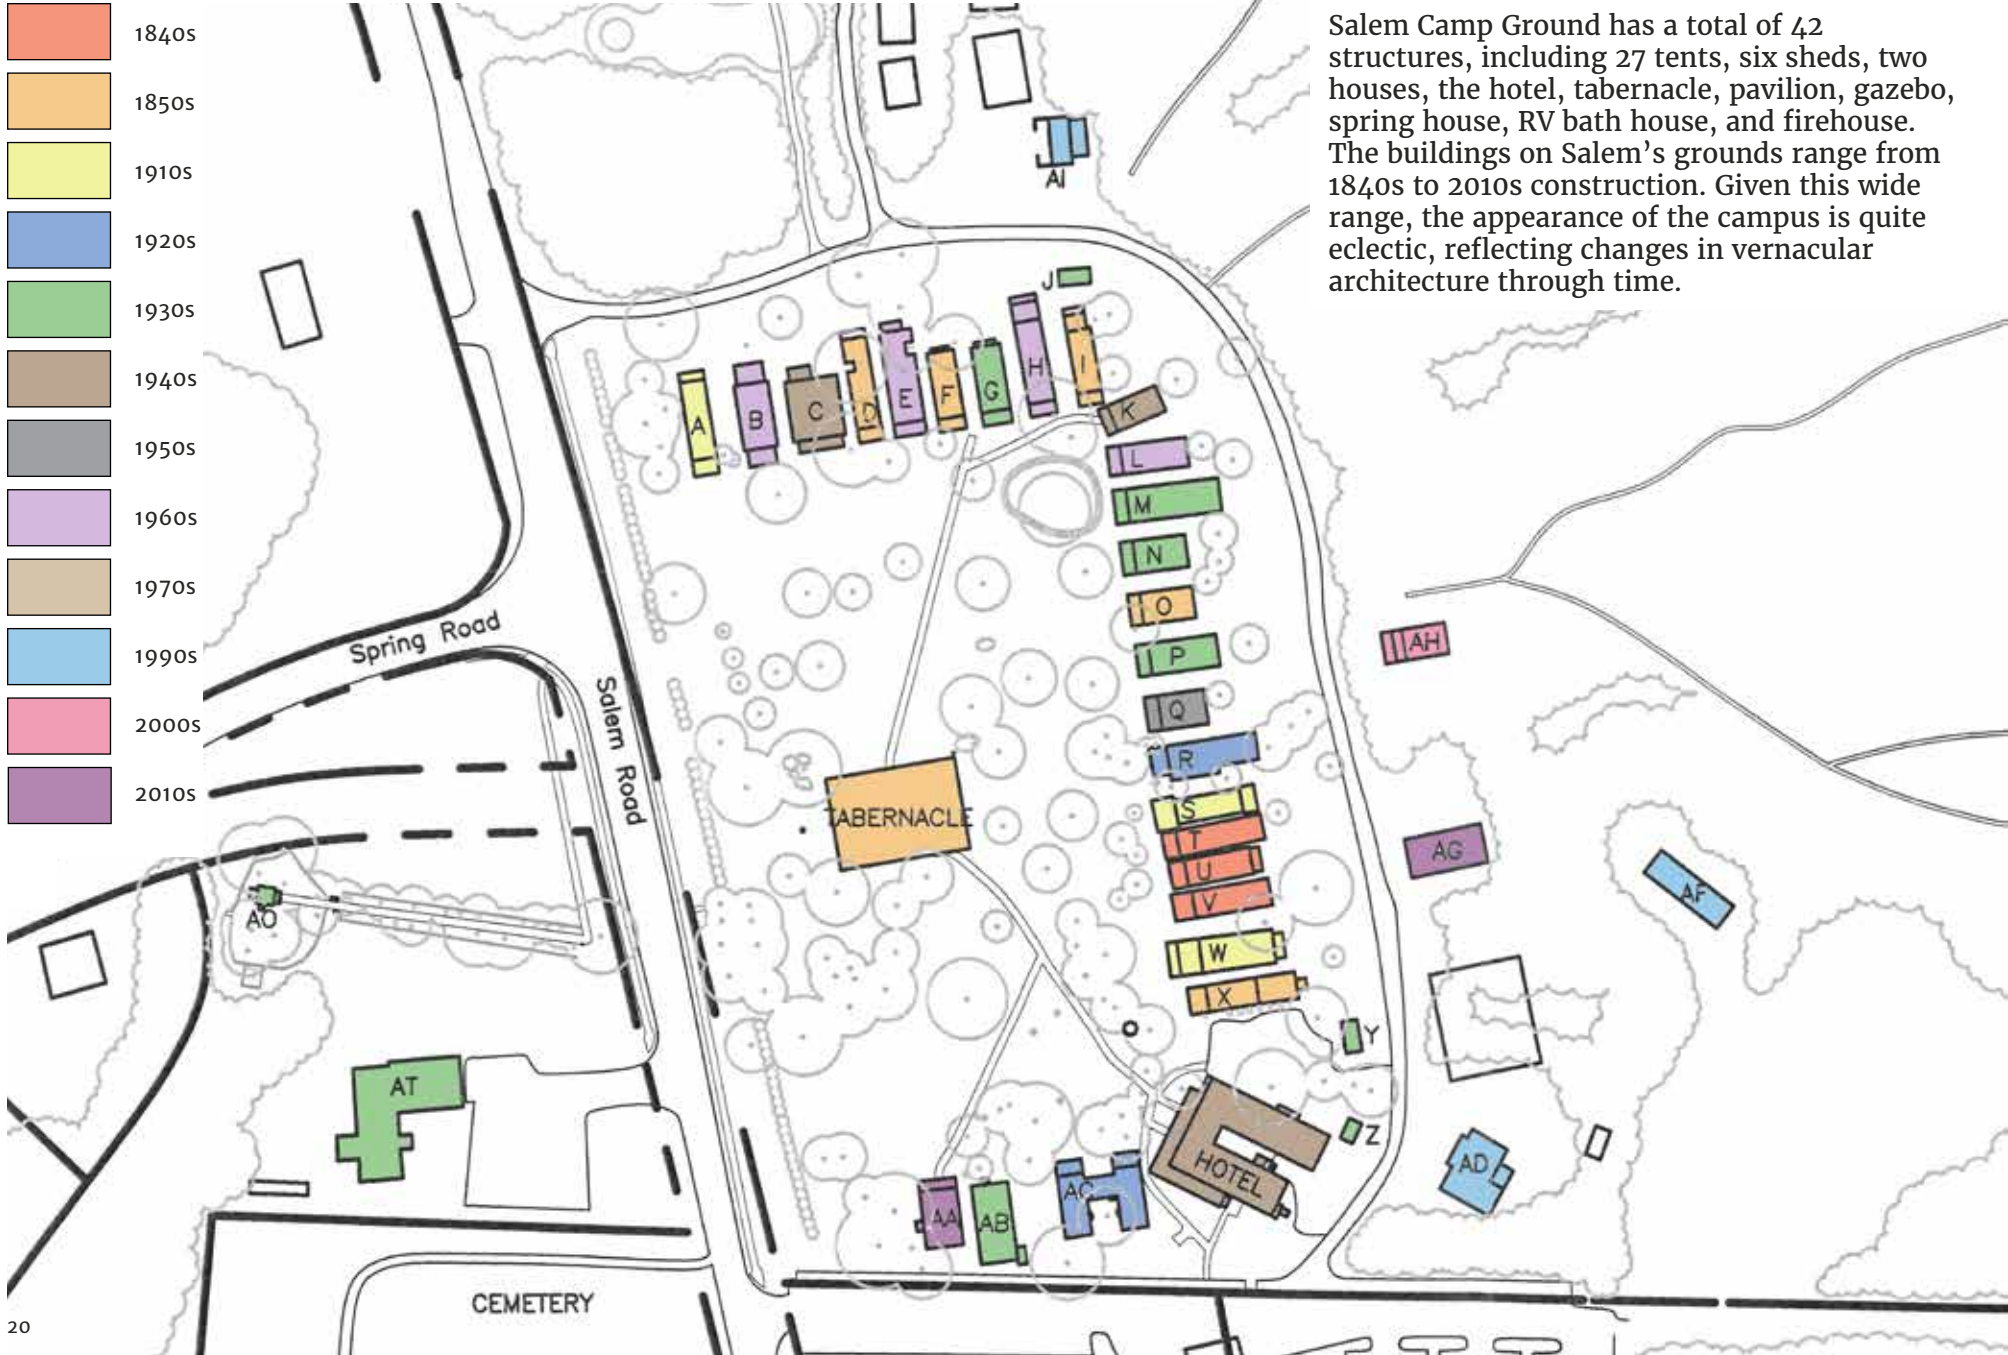 1840s
1850s
1910s
1920s
1930s
1940s
1950s
1960s
1970s
1990s
2000s
2010s
Salem Camp Ground has a total of 42
structures, including 27 tents, six sheds, two
houses, the hotel, tabernacle, pavilion, gazebo,
spring house, RV bath house, and firehouse.
The buildings on Salem’s grounds range from
1840s to 2010s construction. Given this wide
range, the appearance of the campus is quite
eclectic, reflecting changes in vernacular
architecture through time.
AI
J
A
B
C
D
E
F
G
H
I
K
L
M
N
O
P
Q
R
S
T
U
V
W
X
Y
Z
Spring Road
Salem Road
TABERNACLE
AH
AG
AF
AO
AT
HOTEL
AD
AA
AB
AC
CEMETERY
20